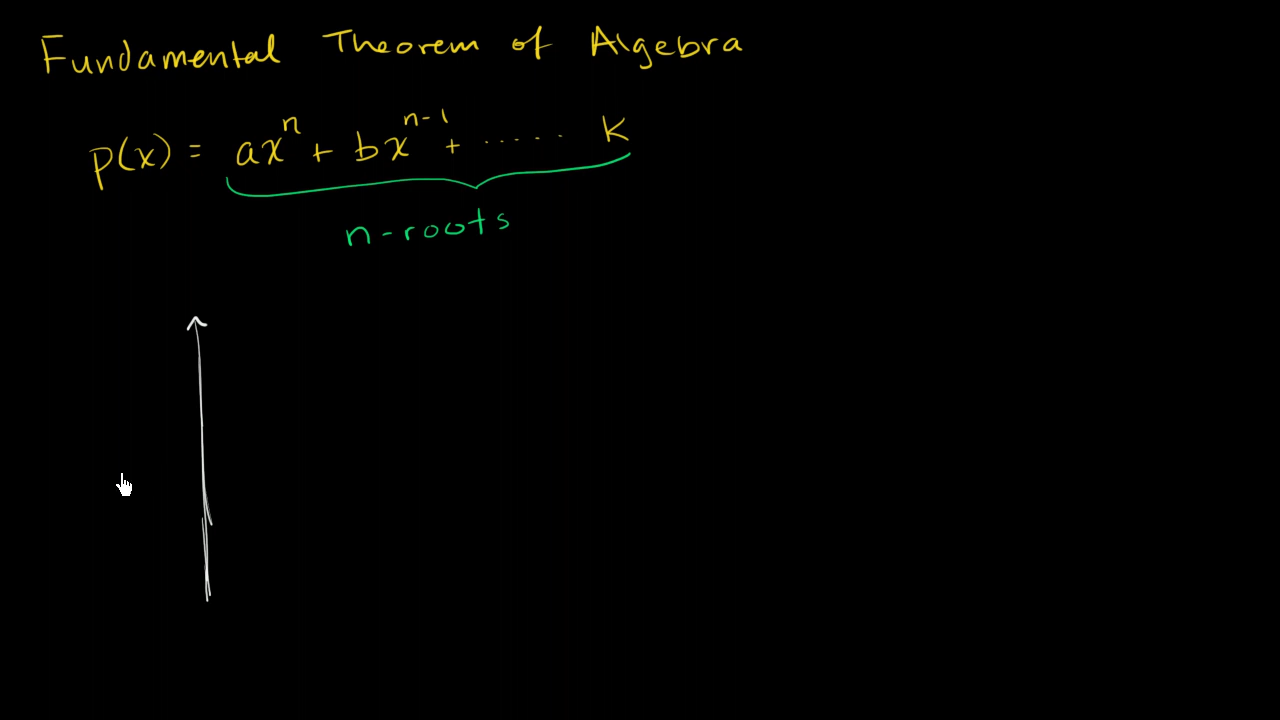 Fundamental Theorem of Algebra
p(x) = ax^n + bx^{n-1} + ..... k
n-roots